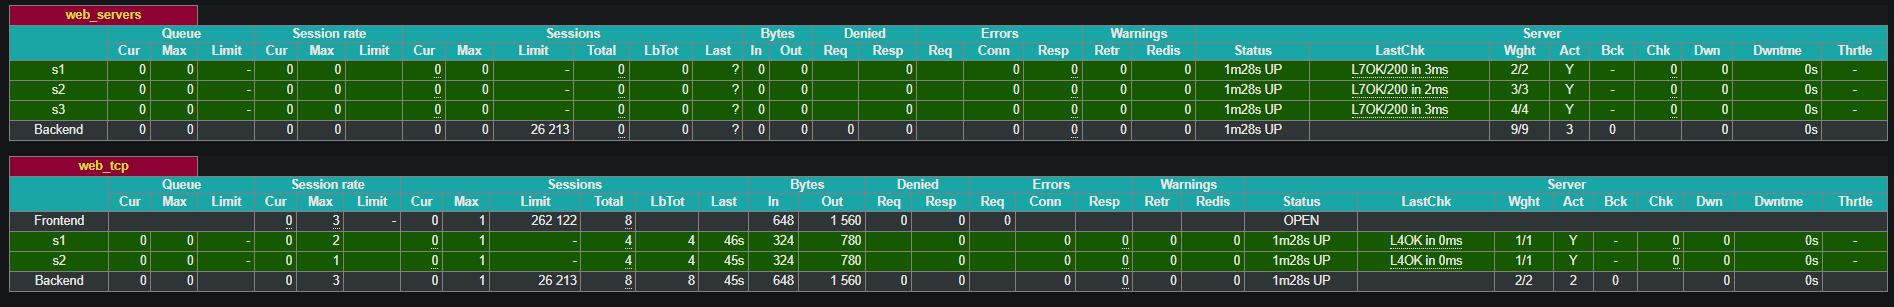 web_servers
Queue Session rate Sessions Bytes Denied Errors Warnings Server
Cur Max Limit Cur Max Limit Cur Max Limit Total LbTot Last In Out Req Resp Req Conn Resp Retr Redis Status LastChk Wght Act Bck Chk Dwn Dwntme Thrtle
s1 0 0 - 0 0 0 0 - 0 0 ? 0 0 0 0 0 0 0 1m28s UP L7OK/200 in 3ms 2/2 Y - 0 0 0s -
s2 0 0 - 0 0 0 0 - 0 0 ? 0 0 0 0 0 0 0 1m28s UP L7OK/200 in 2ms 3/3 Y - 0 0 0s -
s3 0 0 - 0 0 0 0 - 0 0 ? 0 0 0 0 0 0 0 1m28s UP L7OK/200 in 3ms 4/4 Y - 0 0 0s -
Backend 0 0 0 0 0 0 26 213 0 0 ? 0 0 0 0 0 0 0 0 1m28s UP 9/9 3 0 0 0s
web_tcp
Queue Session rate Sessions Bytes Denied Errors Warnings Server
Cur Max Limit Cur Max Limit Cur Max Limit Total LbTot Last In Out Req Resp Req Conn Resp Retr Redis Status LastChk Wght Act Bck Chk Dwn Dwntme Thrtle
Frontend 0 3 - 0 1 262 122 8 648 1 560 0 0 0 OPEN
s1 0 0 - 0 2 0 1 - 4 4 46s 324 780 0 0 0 0 0 1m28s UP L4OK in 0ms 1/1 Y - 0 0 0s -
s2 0 0 - 0 1 0 1 - 4 4 45s 324 780 0 0 0 0 0 1m28s UP L4OK in 0ms 1/1 Y - 0 0 0s -
Backend 0 0 0 3 0 1 26 213 8 8 45s 648 1 560 0 0 0 0 0 0 1m28s UP 2/2 2 0 0 0s